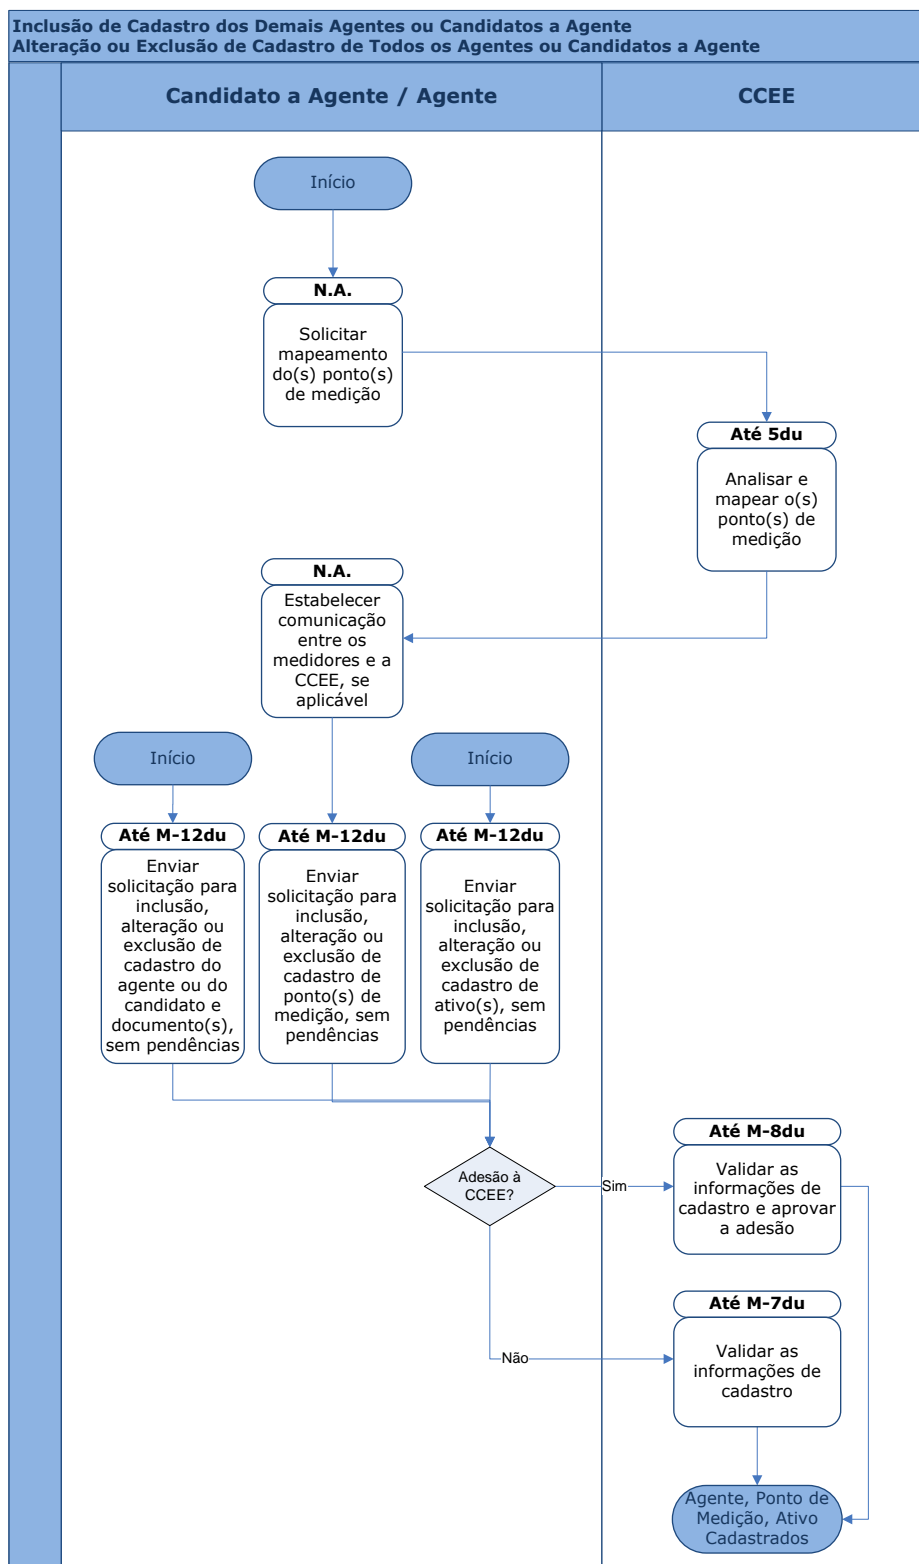 Inclusão de Cadastro dos Demais Agentes ou Candidatos a Agente
Alteração ou Exclusão de Cadastro de Todos os Agentes ou Candidatos a Agente
Candidato a Agente / Agente
CCEE
Início
N.A.
Solicitar
mapeamento
do(s) ponto(s)
de medição
Até 5du
Analisar e
mapear o(s)
ponto(s) de
medição
N.A.
Estabelecer
comunicação
entre os
medidores e a
CCEE, se
aplicável
Início
Início
Até M-12du
Enviar
solicitação para
inclusão,
alteração ou
exclusão de
cadastro do
agente ou do
candidato e
documento(s),
sem pendências
Até M-12du
Enviar
solicitação para
inclusão,
alteração ou
exclusão de
cadastro de
ponto(s) de
medição, sem
pendências
Até M-12du
Enviar
solicitação para
inclusão,
alteração ou
exclusão de
cadastro de
ativo(s), sem
pendências
Adesão à
CCEE?
Sim
Até M-8du
Validar as
informações de
cadastro e aprovar
a adesão
Não
Até M-7du
Validar as
informações de
cadastro
Agente, Ponto de
Medição, Ativo
Cadastrados